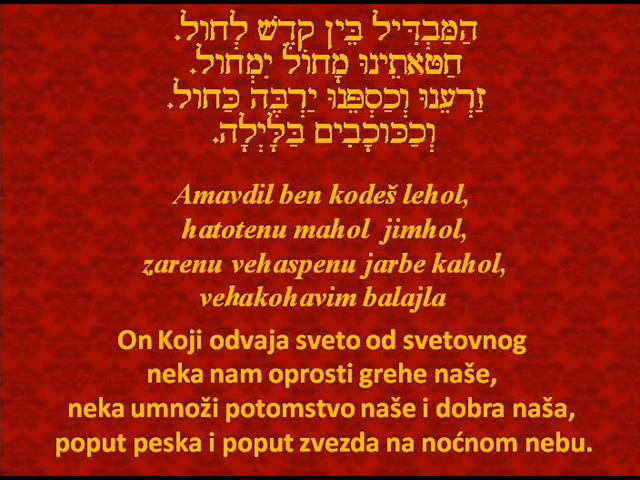 הַמַּבְדִּיל בֵּין קֹדֶשׁ לְחוֹל.
חַטֹּאתֵינוּ מָחוֹל יִמְחוֹל.
זַרְעֵנוּ וְכַסְפֵּנוּ יַרְבֶּה כַּחוֹל.
וְכַכּוֹכָבִים בַּלַּיְלָה.
Amavdil ben kodeš lehol,
hatotenu mahol jimhol,
zarenu vehaspenu jarbe kahol,
vehakohavim balajla
On Koji odvaja sveto od svetovnog
neka nam oprosti grehe naše,
neka umnoži potomstvo naše i dobra naša,
poput peska i poput zvezda na noćnom nebu.